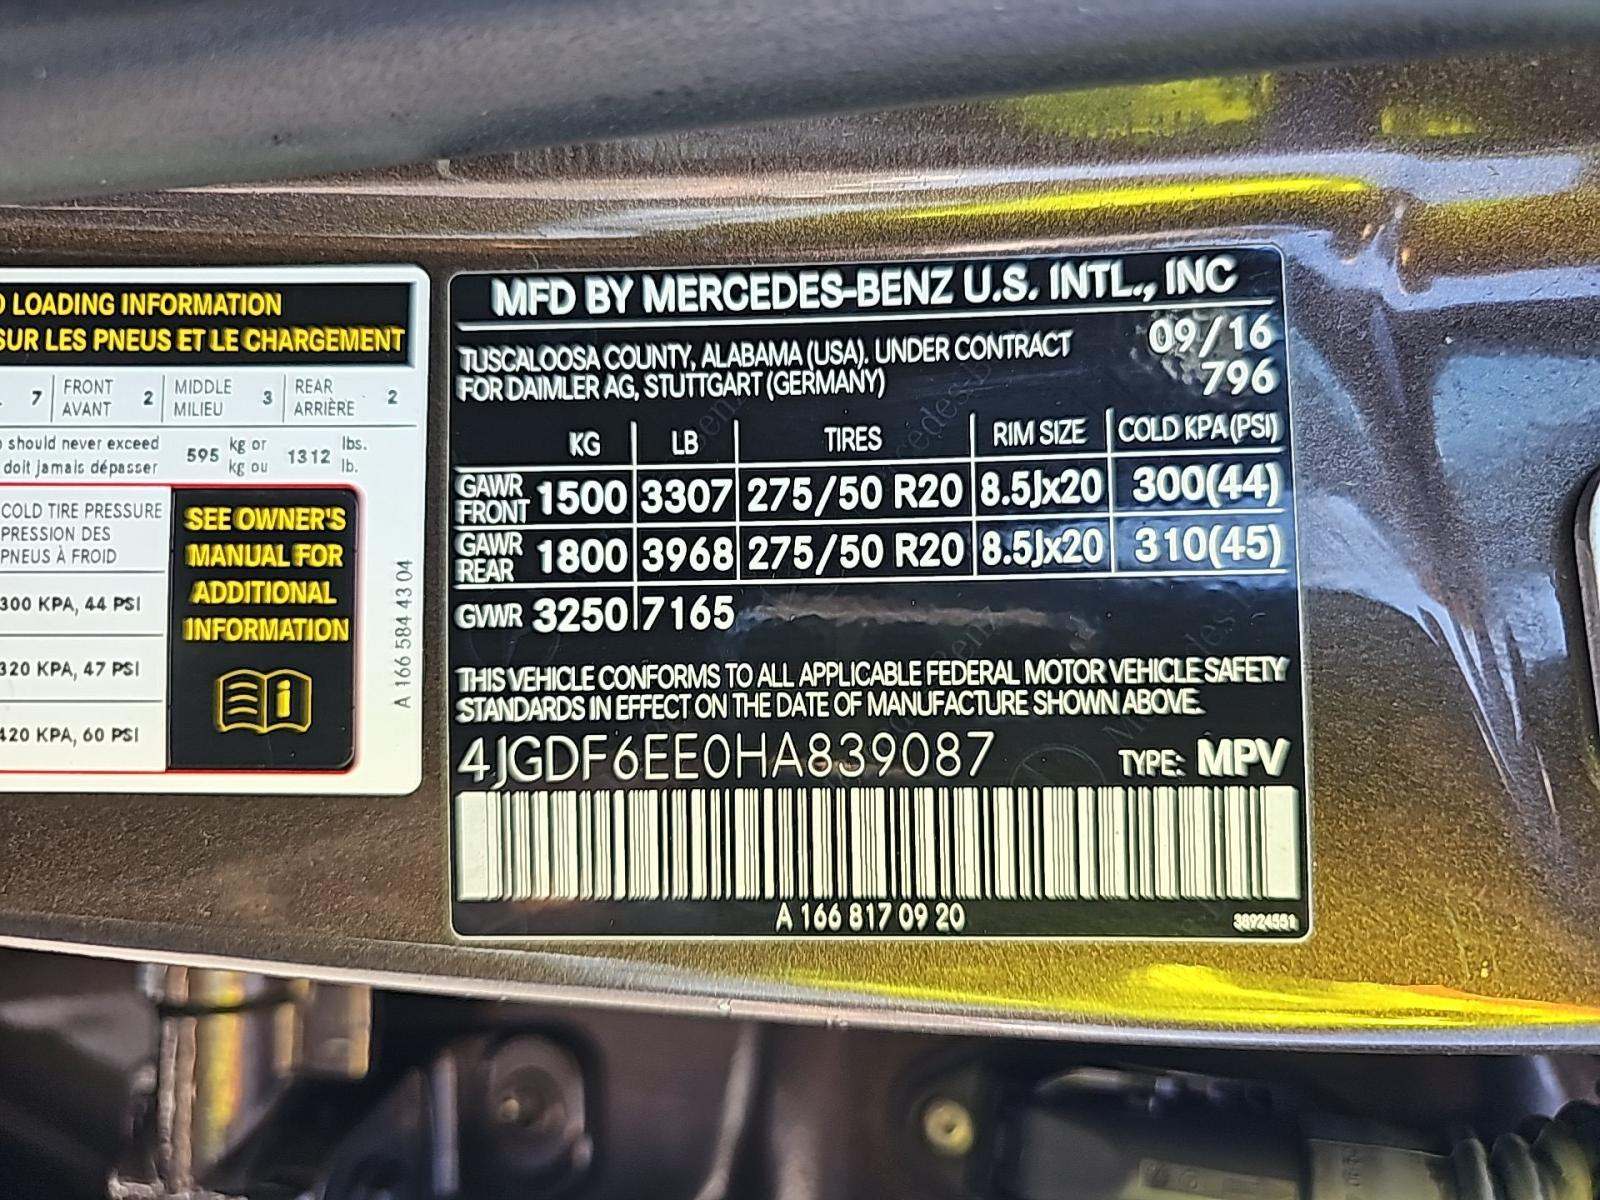 LOADING INFORMATION
SUR LES PNEUS ET LE CHARGEMENT
7 FRONT AVANT 2 MIDDLE MILIEU 3 REAR ARRIÈRE 2
should never exceed 595 kg or 1312 lbs.
doit jamais dépasser kg ou lb.
COLD TIRE PRESSURE
PRESSION DES
PNEUS À FROID
300 KPA, 44 PSI
320 KPA, 47 PSI
420 KPA, 60 PSI
SEE OWNER'S
MANUAL FOR
ADDITIONAL
INFORMATION
A 166 584 43 04
MFD BY MERCEDES-BENZ U.S. INTL., INC
TUSCALOOSA COUNTY, ALABAMA (USA). UNDER CONTRACT 09/16
FOR DAIMLER AG, STUTTGART (GERMANY) 796
KG LB TIRES RIM SIZE COLD KPA (PSI)
GAWR FRONT 1500 3307 275/50 R20 8.5Jx20 300(44)
GAWR REAR 1800 3968 275/50 R20 8.5Jx20 310(45)
GVWR 3250 7165
THIS VEHICLE CONFORMS TO ALL APPLICABLE FEDERAL MOTOR VEHICLE SAFETY
STANDARDS IN EFFECT ON THE DATE OF MANUFACTURE SHOWN ABOVE.
4JGDF6EE0HA839087 TYPE: MPV
A 166 817 09 20
38924551